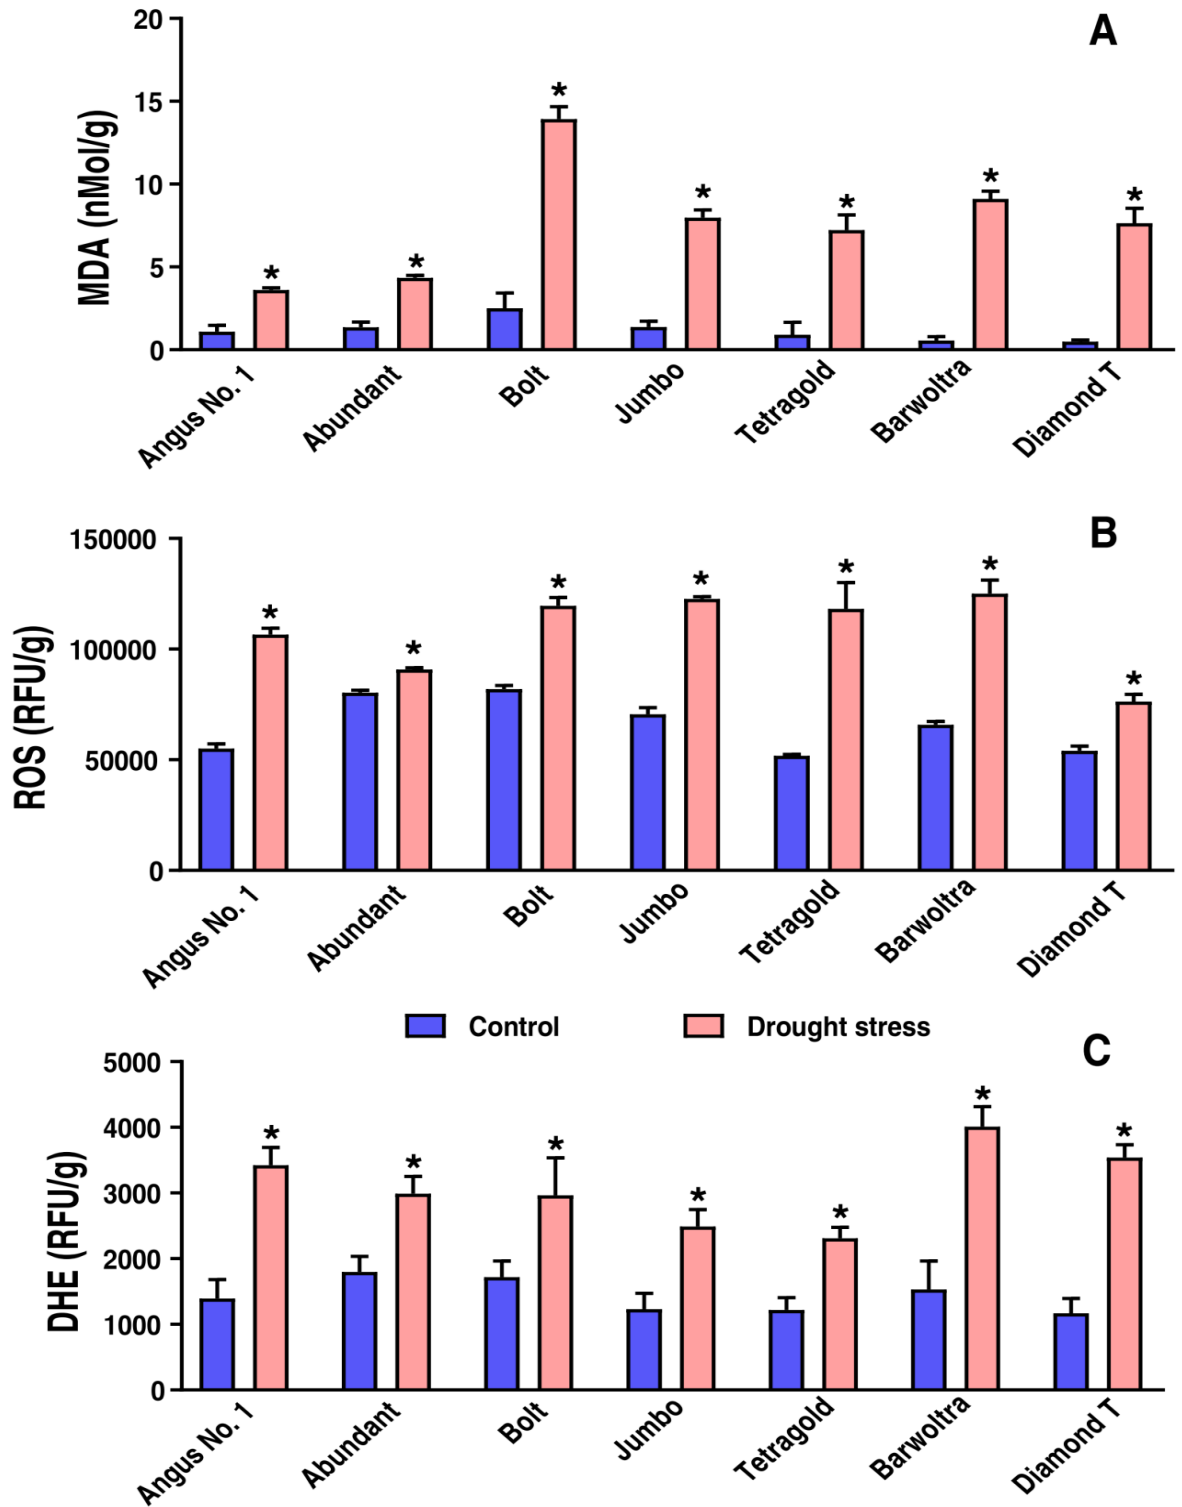 A
MDA (nMol/g)
20
15
10
5
0
* * * * * * *
Angus No. 1 Abundant Bolt Jumbo Tetragold Barwoltra Diamond T
B
ROS (RFU/g)
150000
100000
50000
0
* * * * * * *
Angus No. 1 Abundant Bolt Jumbo Tetragold Barwoltra Diamond T
Control Drought stress
C
DHE (RFU/g)
5000
4000
3000
2000
1000
0
* * * * * * *
Angus No. 1 Abundant Bolt Jumbo Tetragold Barwoltra Diamond T